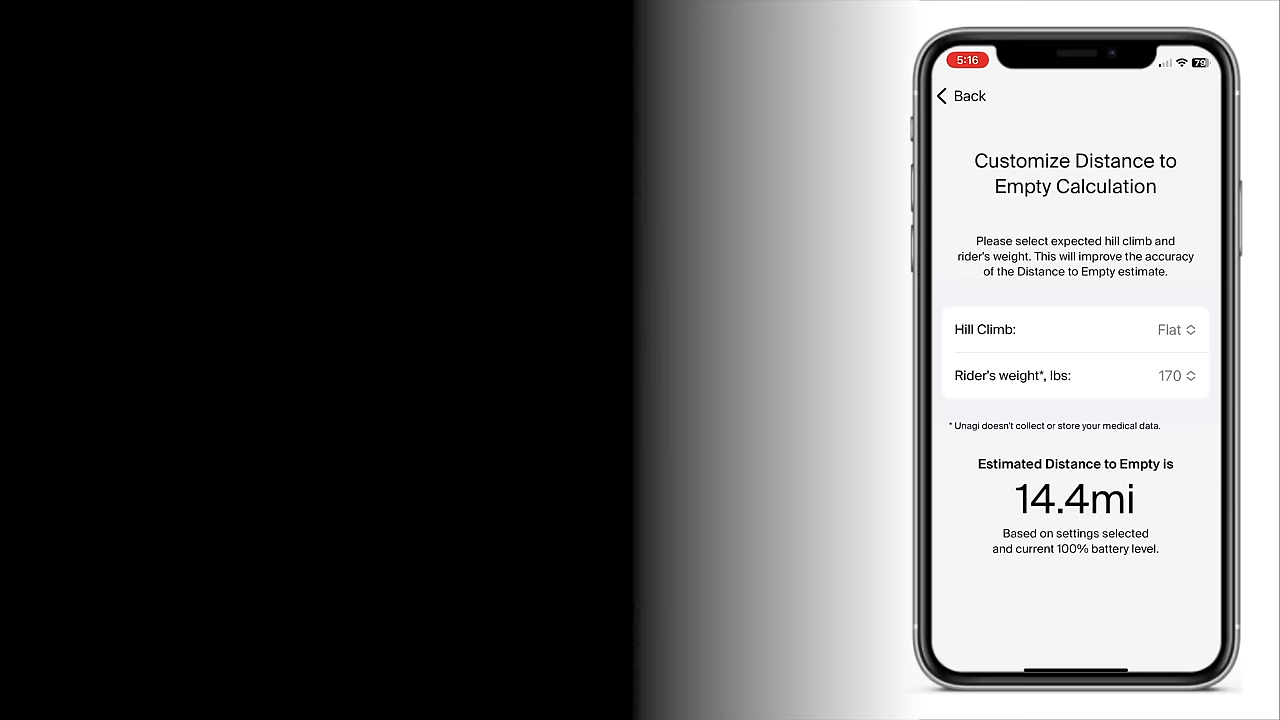 5:16
79
Back
Customize Distance to
Empty Calculation
Please select expected hill climb and
rider's weight. This will improve the accuracy
of the Distance to Empty estimate.
Hill Climb: Flat
Rider's weight*, lbs: 170
* Unagi doesn't collect or store your medical data.
Estimated Distance to Empty is
14.4mi
Based on settings selected
and current 100% battery level.